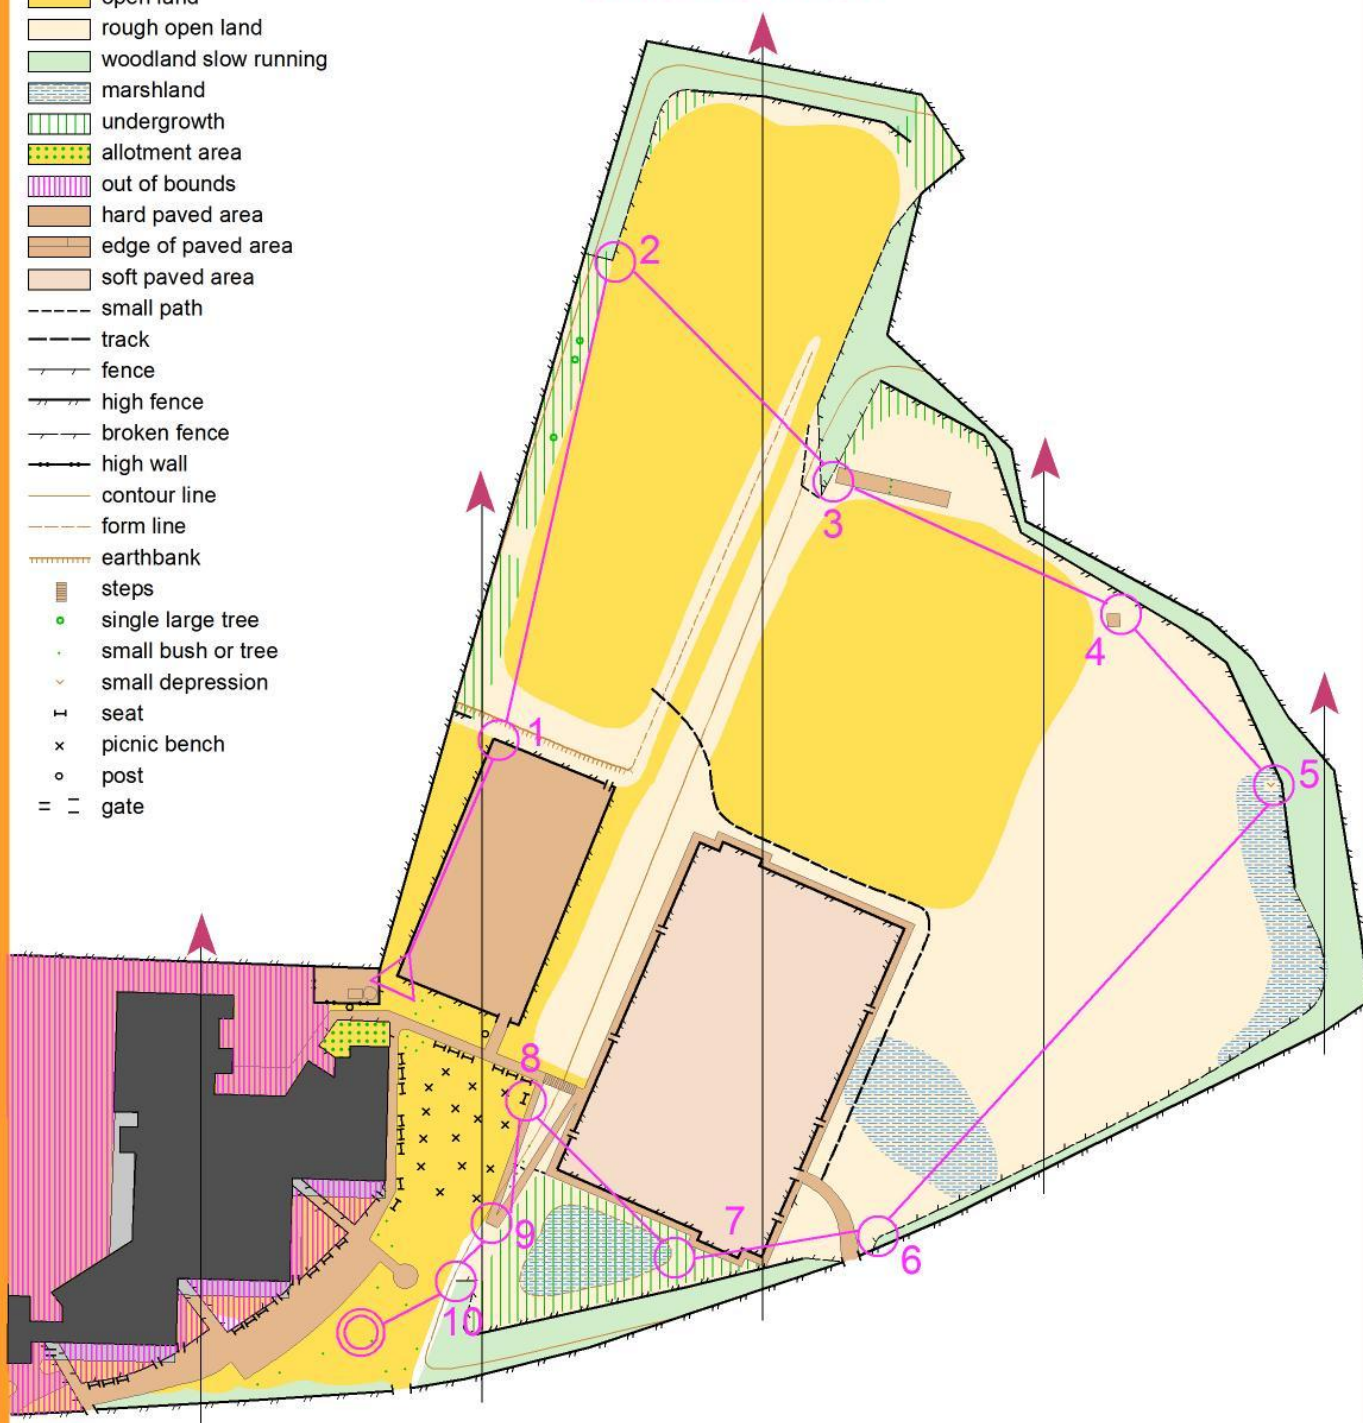 open land
rough open land
woodland slow running
marshland
undergrowth
allotment area
out of bounds
hard paved area
edge of paved area
soft paved area
small path
track
fence
high fence
broken fence
high wall
contour line
form line
earthbank
steps
single large tree
small bush or tree
small depression
seat
picnic bench
post
gate
2
3
4
1
5
8
7
9
6
10